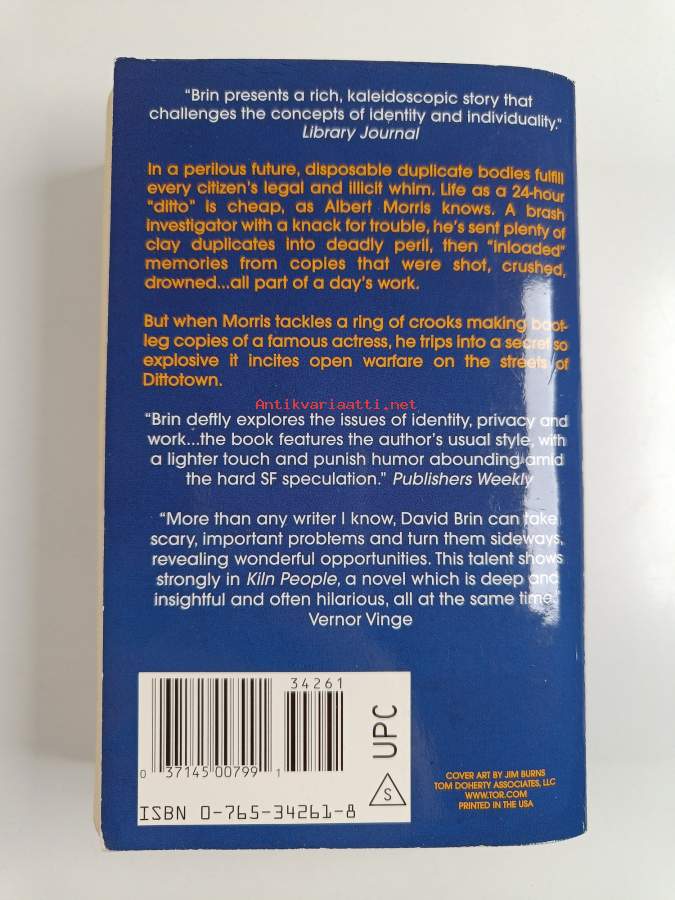 "Brin presents a rich, kaleidoscopic story that
challenges the concepts of identity and individuality."
Library Journal
In a perilous future, disposable duplicate bodies fulfill
every citizen's legal and illicit whim. Life as a 24-hour
"ditto" is cheap, as Albert Morris knows. A brash
investigator with a knack for trouble, he's sent plenty of
clay duplicates into deadly peril, then "inloaded"
memories from copies that were shot, crushed,
drowned...all part of a day's work.
But when Morris tackles a ring of crooks making boot-
leg copies of a famous actress, he trips into a secret so
explosive it incites open warfare on the streets of
Dittotown.
Antikvariaatti.net
"Brin deftly explores the issues of identity, privacy and
work...the book features the author's usual style, with
a lighter touch and punish humor abounding amid
the hard SF speculation." Publishers Weekly
"More than any writer I know, David Brin can take
scary, important problems and turn them sideways,
revealing wonderful opportunities. This talent shows
strongly in Kiln People, a novel which is deep and
insightful and often hilarious, all at the same time."
Vernor Vinge
34261
0 37145 00799 1
UPC
S
ISBN 0-765-34261-8
COVER ART BY JIM BURNS
TOM DOHERTY ASSOCIATES, LLC
WWW.TOR.COM
PRINTED IN THE USA